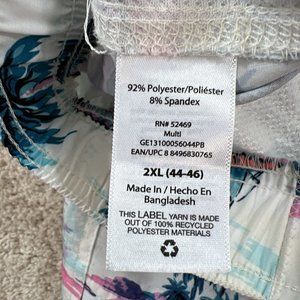 92% Polyester/Poliéster
8% Spandex
RN# 52469
Multi
GE13100056044PB
EAN/UPC 8 8496830765
2XL (44-46)
Made In / Hecho En
Bangladesh
THIS LABEL YARN IS MADE
OUT OF 100% RECYCLED
POLYESTER MATERIALS